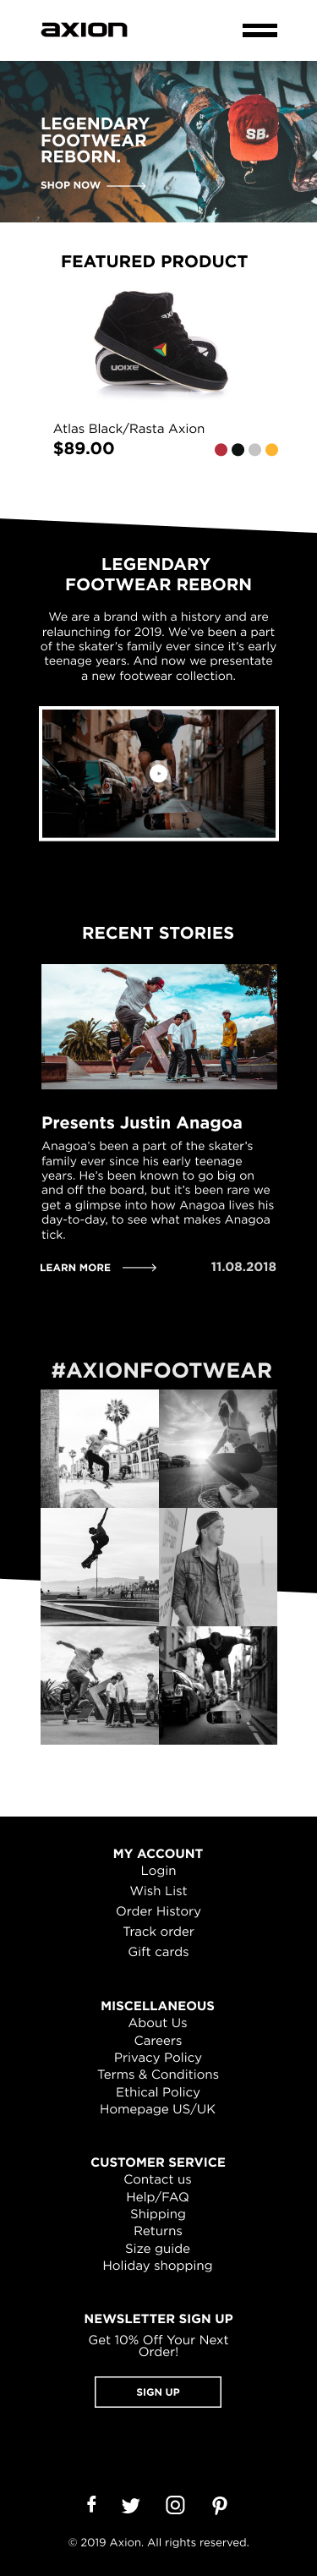 axion
LEGENDARY
FOOTWEAR
REBORN.
SB.
SHOP NOW
FEATURED PRODUCT
axion
Atlas Black/Rasta Axion
$89.00
LEGENDARY
FOOTWEAR REBORN
We are a brand with a history and are
relaunching for 2019. We've been a part
of the skater's family ever since it's early
teenage years. And now we presentate
a new footwear collection.
RECENT STORIES
Presents Justin Anagoa
Anagoa's been a part of the skater's
family ever since his early teenage
years. He's been known to go big on
and off the board, but it's been rare we
get a glimpse into how Anagoa lives his
day-to-day, to see what makes Anagoa
tick.
LEARN MORE
11.08.2018
#AXIONFOOTWEAR
MY ACCOUNT
Login
Wish List
Order History
Track order
Gift cards
MISCELLANEOUS
About Us
Careers
Privacy Policy
Terms & Conditions
Ethical Policy
Homepage US/UK
CUSTOMER SERVICE
Contact us
Help/FAQ
Shipping
Returns
Size guide
Holiday shopping
NEWSLETTER SIGN UP
Get 10% Off Your Next
Order!
SIGN UP
© 2019 Axion. All rights reserved.